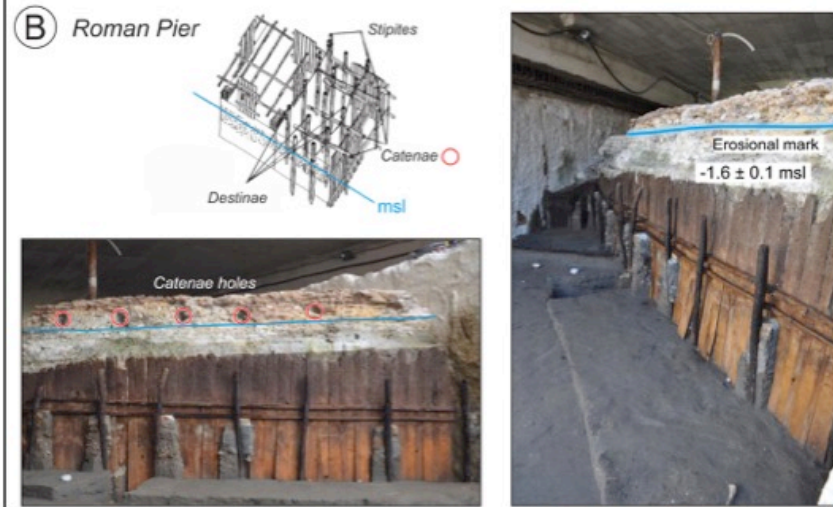 B Roman Pier
Stipites
Catenae
Destinae
msl
Catenae holes
Erosional mark
-1.6 ± 0.1 msl